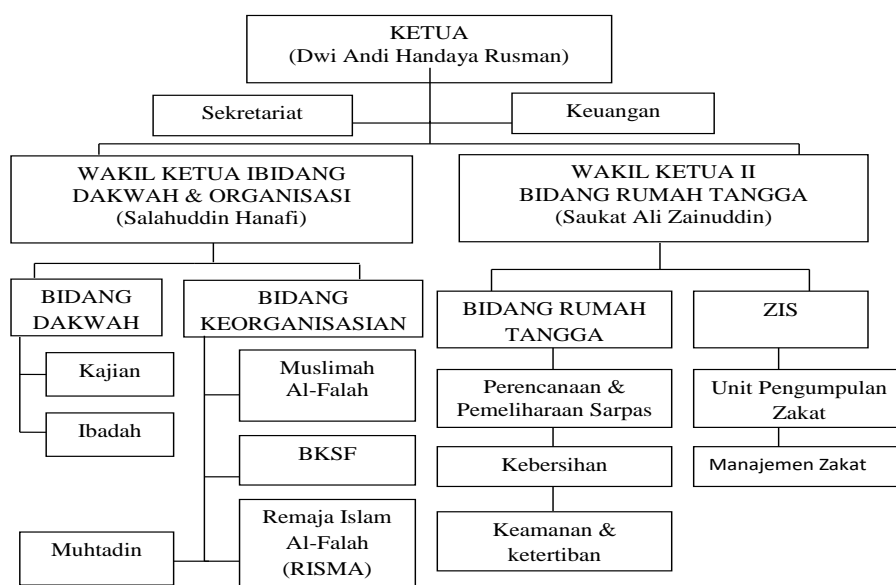 KETUA
(Dwi Andi Handaya Rusman)
Sekretariat
Keuangan
WAKIL KETUA IBIDANG
DAKWAH & ORGANISASI
(Salahuddin Hanafi)
WAKIL KETUA II
BIDANG RUMAH TANGGA
(Saukat Ali Zainuddin)
BIDANG
DAKWAH
BIDANG
KEORGANISASIAN
BIDANG RUMAH
TANGGA
ZIS
Kajian
Ibadah
Muslimah
Al-Falah
BKSF
Remaja Islam
Al-Falah
(RISMA)
Muhtadin
Perencanaan &
Pemeliharaan Sarpas
Kebersihan
Keamanan &
ketertiban
Unit Pengumpulan
Zakat
Manajemen Zakat